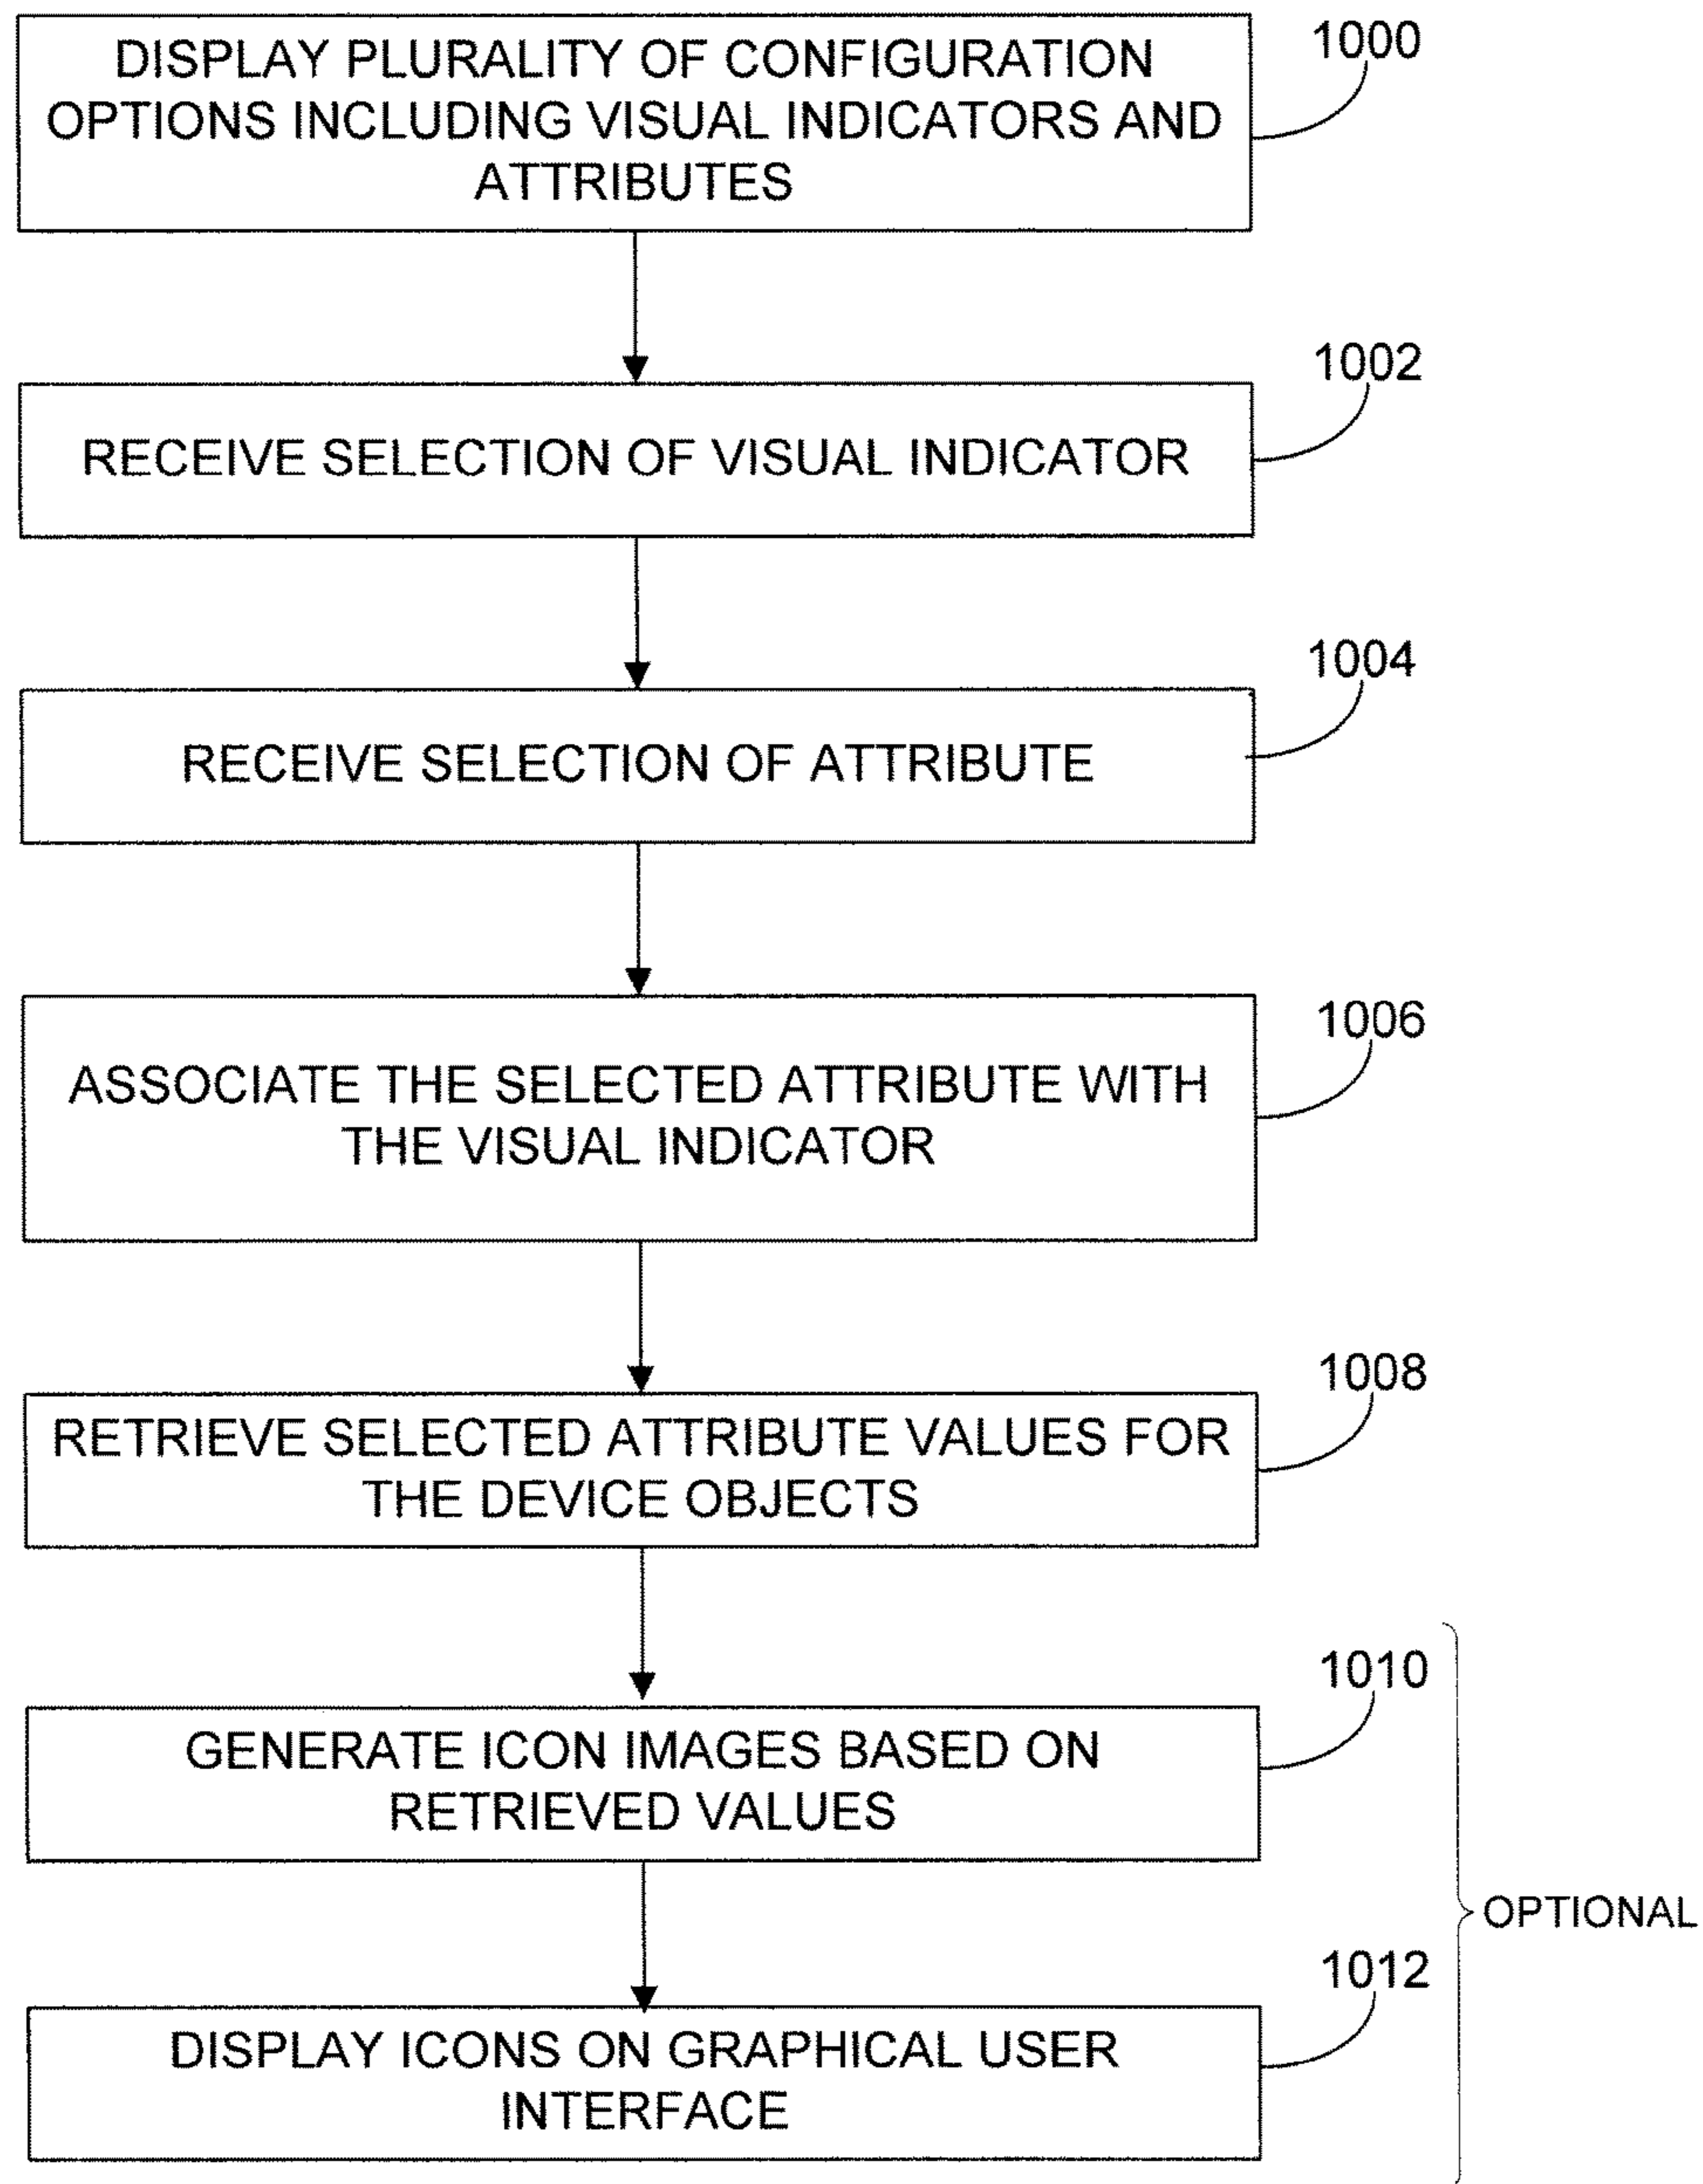 1000
DISPLAY PLURALITY OF CONFIGURATION
OPTIONS INCLUDING VISUAL INDICATORS AND
ATTRIBUTES
1002
RECEIVE SELECTION OF VISUAL INDICATOR
1004
RECEIVE SELECTION OF ATTRIBUTE
1006
ASSOCIATE THE SELECTED ATTRIBUTE WITH
THE VISUAL INDICATOR
1008
RETRIEVE SELECTED ATTRIBUTE VALUES FOR
THE DEVICE OBJECTS
1010
GENERATE ICON IMAGES BASED ON
RETRIEVED VALUES
OPTIONAL
1012
DISPLAY ICONS ON GRAPHICAL USER
INTERFACE